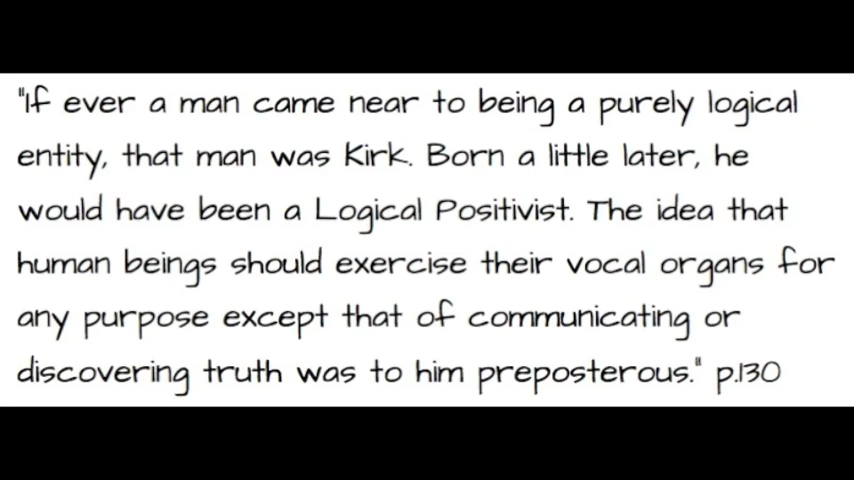 "If ever a man came near to being a purely logical
entity, that man was Kirk. Born a little later, he
would have been a Logical Positivist. The idea that
human beings should exercise their vocal organs for
any purpose except that of communicating or
discovering truth was to him preposterous." p.130